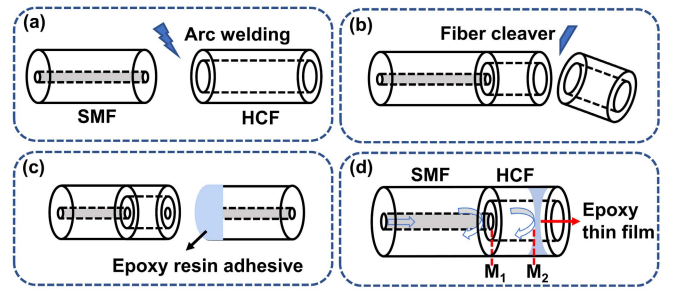 (a)
Arc welding
SMF
HCF
(b)
Fiber cleaver
(c)
Epoxy resin adhesive
(d)
SMF
HCF
Epoxy
thin film
M₁
M₂